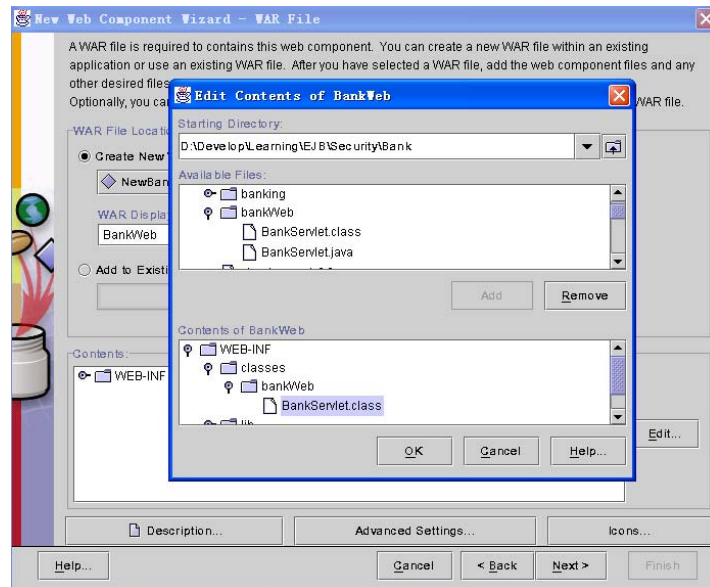 New Web Component Wizard - WAR File
A WAR file is required to contains this web component. You can create a new WAR file within an existing
application or use an existing WAR file. After you have selected a WAR file, add the web component files and any
other desired files
Optionally, you ca
WAR file.
WAR File Locati
Create New
NewBan
WAR Displa
BankWeb
Add to Existi
Contents:
WEB-INF
Edit Contents of BankWeb
Starting Directory:
D:\Develop\Learning\EJB\Security\Bank
Available Files:
banking
bankWeb
BankServlet.class
BankServlet.java
Add
Remove
Contents of BankWeb
WEB-INF
classes
bankWeb
BankServlet.class
lib
OK
Cancel
Help...
Edit...
Description...
Advanced Settings...
Icons...
Help...
Cancel
< Back
Next >
Finish